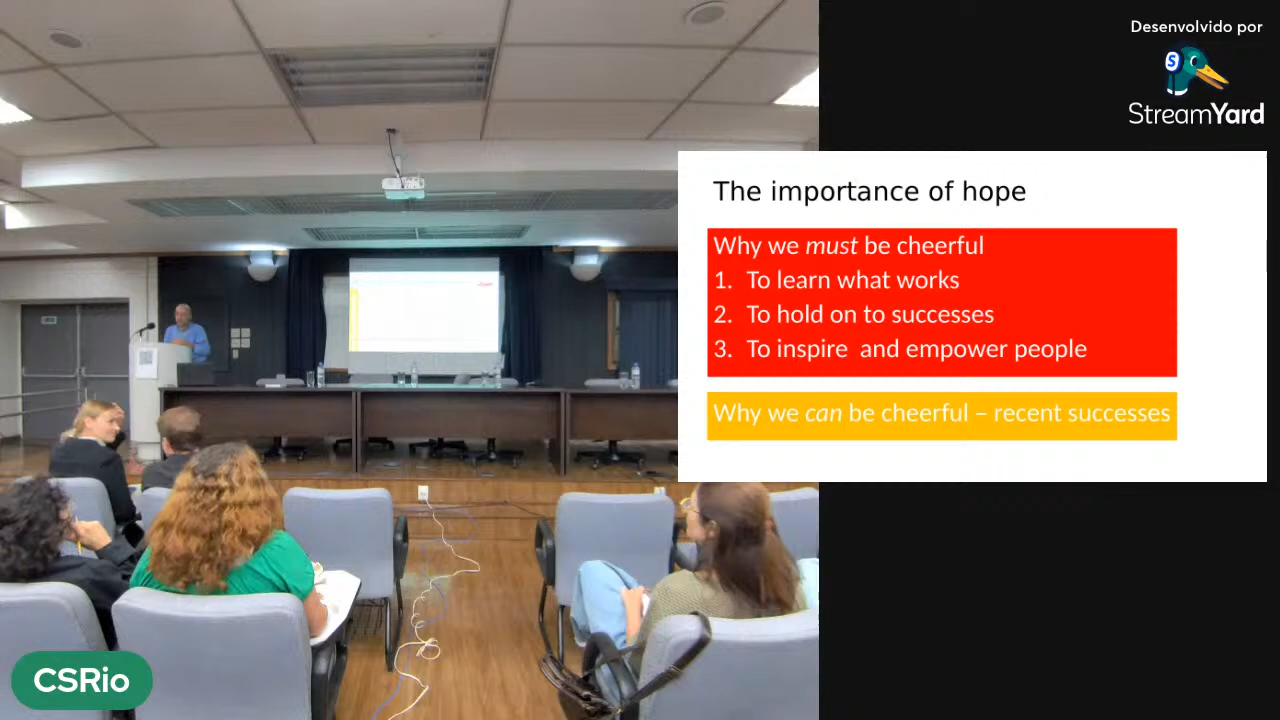 Desenvolvido por
S
StreamYard
The importance of hope
Why we must be cheerful
1. To learn what works
2. To hold on to successes
3. To inspire  and empower people
Why we can be cheerful – recent successes
CSRio